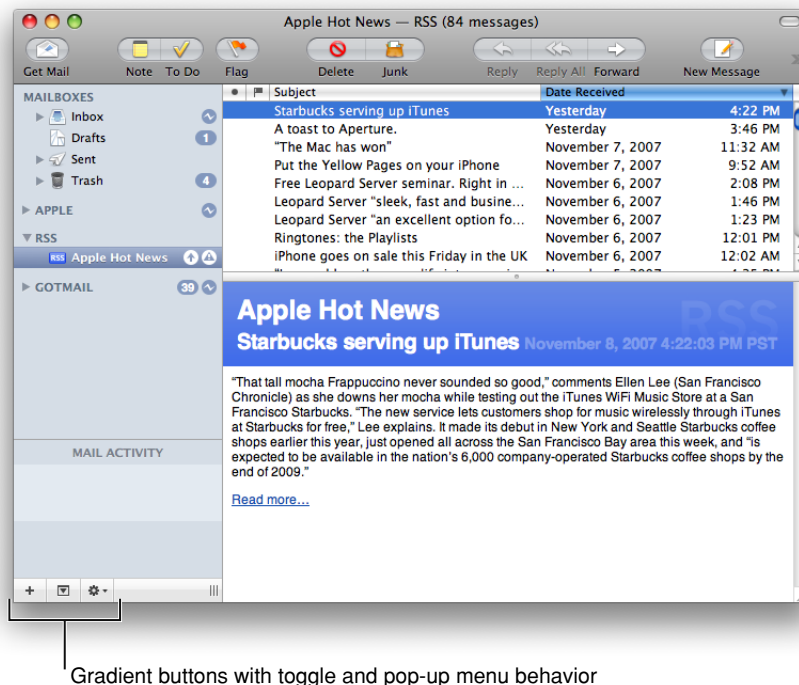 Apple Hot News — RSS (84 messages)
Get Mail Note To Do Flag Delete Junk Reply Reply All Forward New Message
MAILBOXES
Inbox
Drafts 1
Sent
Trash 4
APPLE
RSS
RSS Apple Hot News
GOTMAIL 39
MAIL ACTIVITY
Subject Date Received
Starbucks serving up iTunes Yesterday 4:22 PM
A toast to Aperture. Yesterday 3:46 PM
"The Mac has won" November 7, 2007 11:32 AM
Put the Yellow Pages on your iPhone November 7, 2007 9:52 AM
Free Leopard Server seminar. Right in ... November 6, 2007 2:08 PM
Leopard Server "sleek, fast and busine... November 6, 2007 1:46 PM
Leopard Server "an excellent option fo... November 6, 2007 1:23 PM
Ringtones: the Playlists November 6, 2007 12:01 PM
iPhone goes on sale this Friday in the UK November 6, 2007 12:02 AM
Apple Hot News
RSS
Starbucks serving up iTunes November 8, 2007 4:22:03 PM PST
“That tall mocha Frappuccino never sounded so good,” comments Ellen Lee (San Francisco
Chronicle) as she downs her mocha while testing out the iTunes WiFi Music Store at a San
Francisco Starbucks. “The new service lets customers shop for music wirelessly through iTunes
at Starbucks for free,” Lee explains. It made its debut in New York and Seattle Starbucks coffee
shops earlier this year, just opened all across the San Francisco Bay area this week, and “is
expected to be available in the nation’s 6,000 company-operated Starbucks coffee shops by the
end of 2009.”
Read more…
Gradient buttons with toggle and pop-up menu behavior